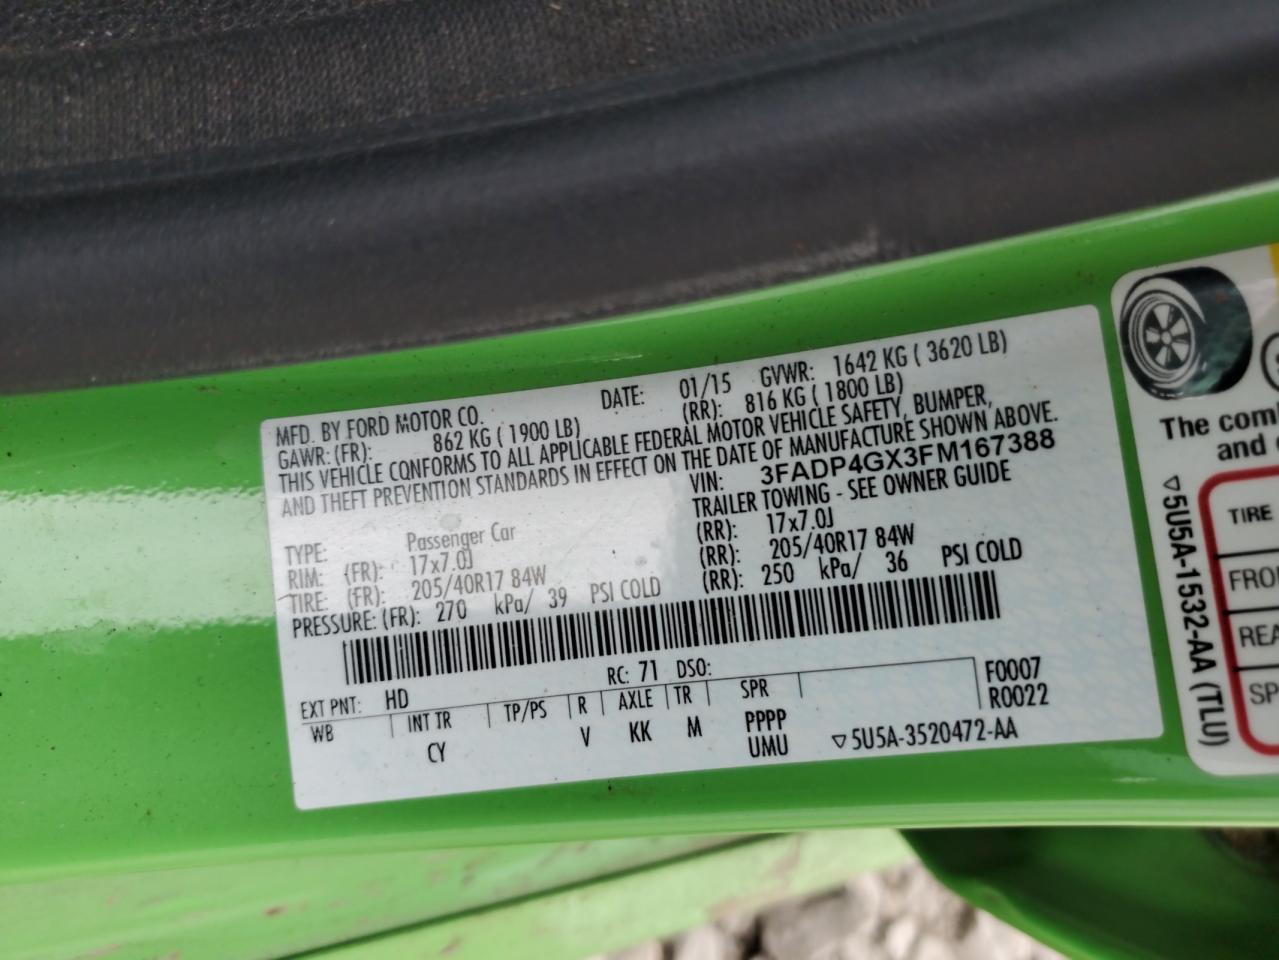 MFD. BY FORD MOTOR CO. DATE: 01/15 GVWR: 1642 KG ( 3620 LB)
GAWR: (FR): 862 KG ( 1900 LB) (RR): 816 KG ( 1800 LB)
THIS VEHICLE CONFORMS TO ALL APPLICABLE FEDERAL MOTOR VEHICLE SAFETY, BUMPER,
AND THEFT PREVENTION STANDARDS IN EFFECT ON THE DATE OF MANUFACTURE SHOWN ABOVE.
VIN: 3FADP4GX3FM167388
TYPE: Passenger Car TRAILER TOWING - SEE OWNER GUIDE
RIM: (FR): 17x7.0J (RR): 17x7.0J
TIRE: (FR): 205/40R17 84W (RR): 205/40R17 84W
PRESSURE: (FR): 270 kPa/ 39 PSI COLD (RR): 250 kPa/ 36 PSI COLD
EXT PNT: HD RC: 71 DSO: F0007
WB INT TR TP/PS R AXLE TR SPR R0022
CY V KK M PPPP
UMU ▽5U5A-3520472-AA
The com
and
▽5U5A-1532-AA (TLU)
TIRE
FRO
REA
SP